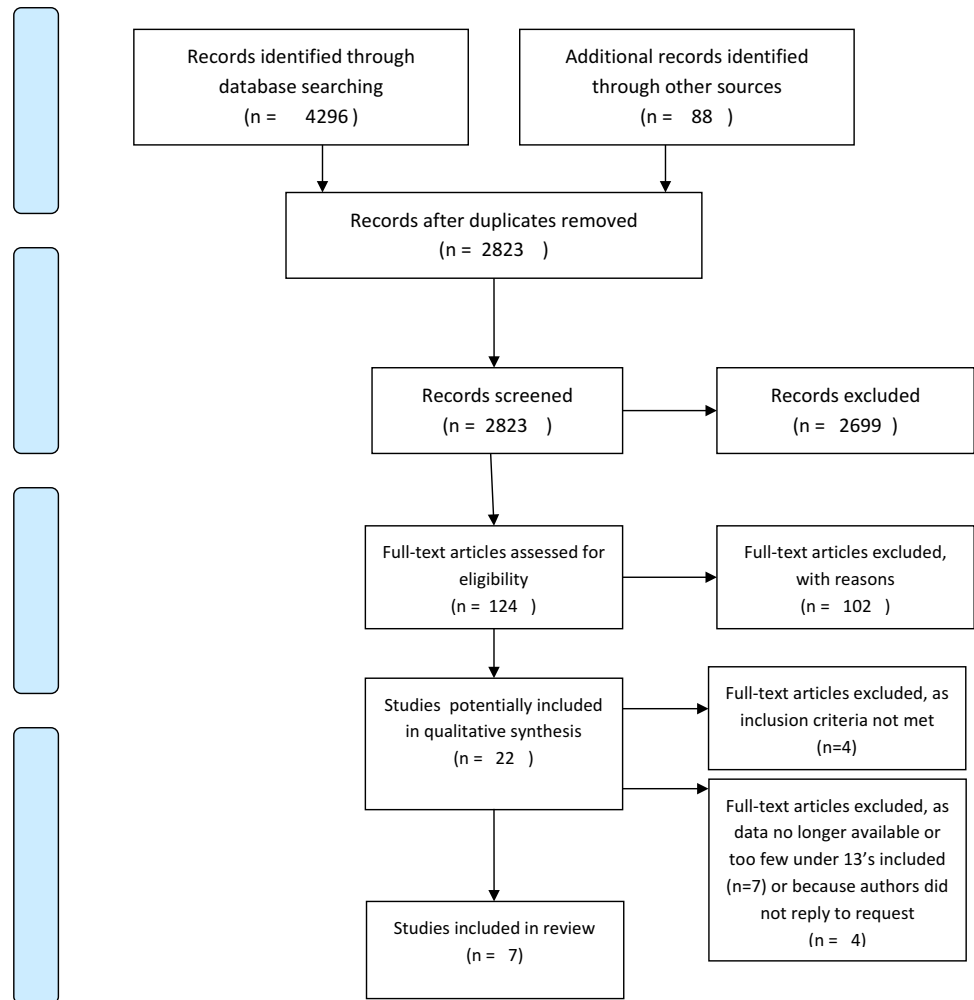 Records identified through
database searching
(n = 4296 )
Additional records identified
through other sources
(n = 88 )
Records after duplicates removed
(n = 2823 )
Records screened
(n = 2823 )
Records excluded
(n = 2699 )
Full-text articles assessed for
eligibility
(n = 124 )
Full-text articles excluded,
with reasons
(n = 102 )
Studies potentially included
in qualitative synthesis
(n = 22 )
Full-text articles excluded, as
inclusion criteria not met
(n=4)
Full-text articles excluded, as
data no longer available or
too few under 13's included
(n=7) or because authors did
not reply to request
(n = 4)
Studies included in review
(n = 7)